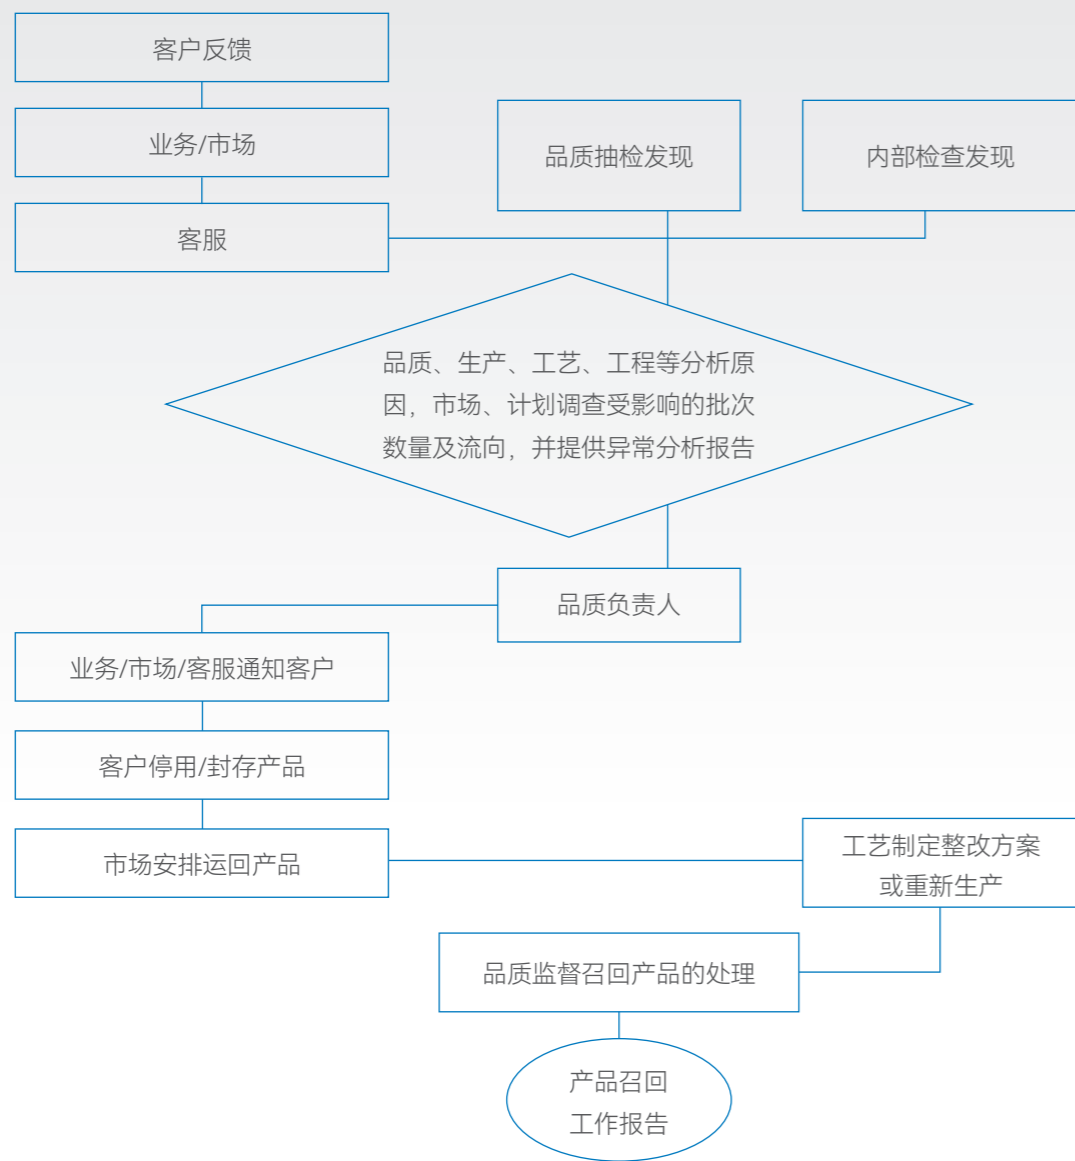 客户反馈
业务/市场
品质抽检发现
内部检查发现
客服
品质、生产、工艺、工程等分析原
因，市场、计划调查受影响的批次
数量及流向，并提供异常分析报告
品质负责人
业务/市场/客服通知客户
客户停用/封存产品
市场安排运回产品
工艺制定整改方案
或重新生产
品质监督召回产品的处理
产品召回
工作报告